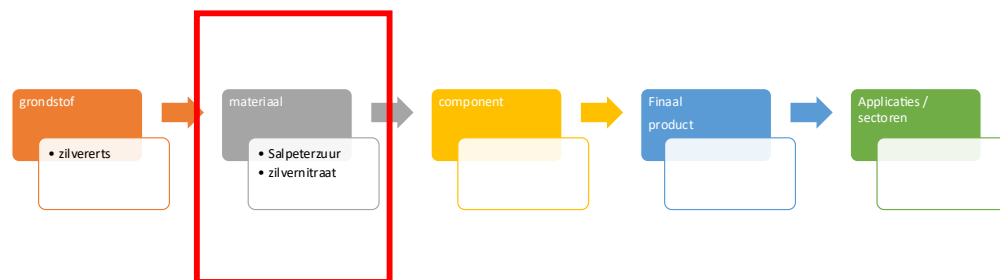 grondstof
• zilvererts
materiaal
• Salpeterzuur
• zilvernitraat
component
Finaal
product
Applicaties /
sectoren